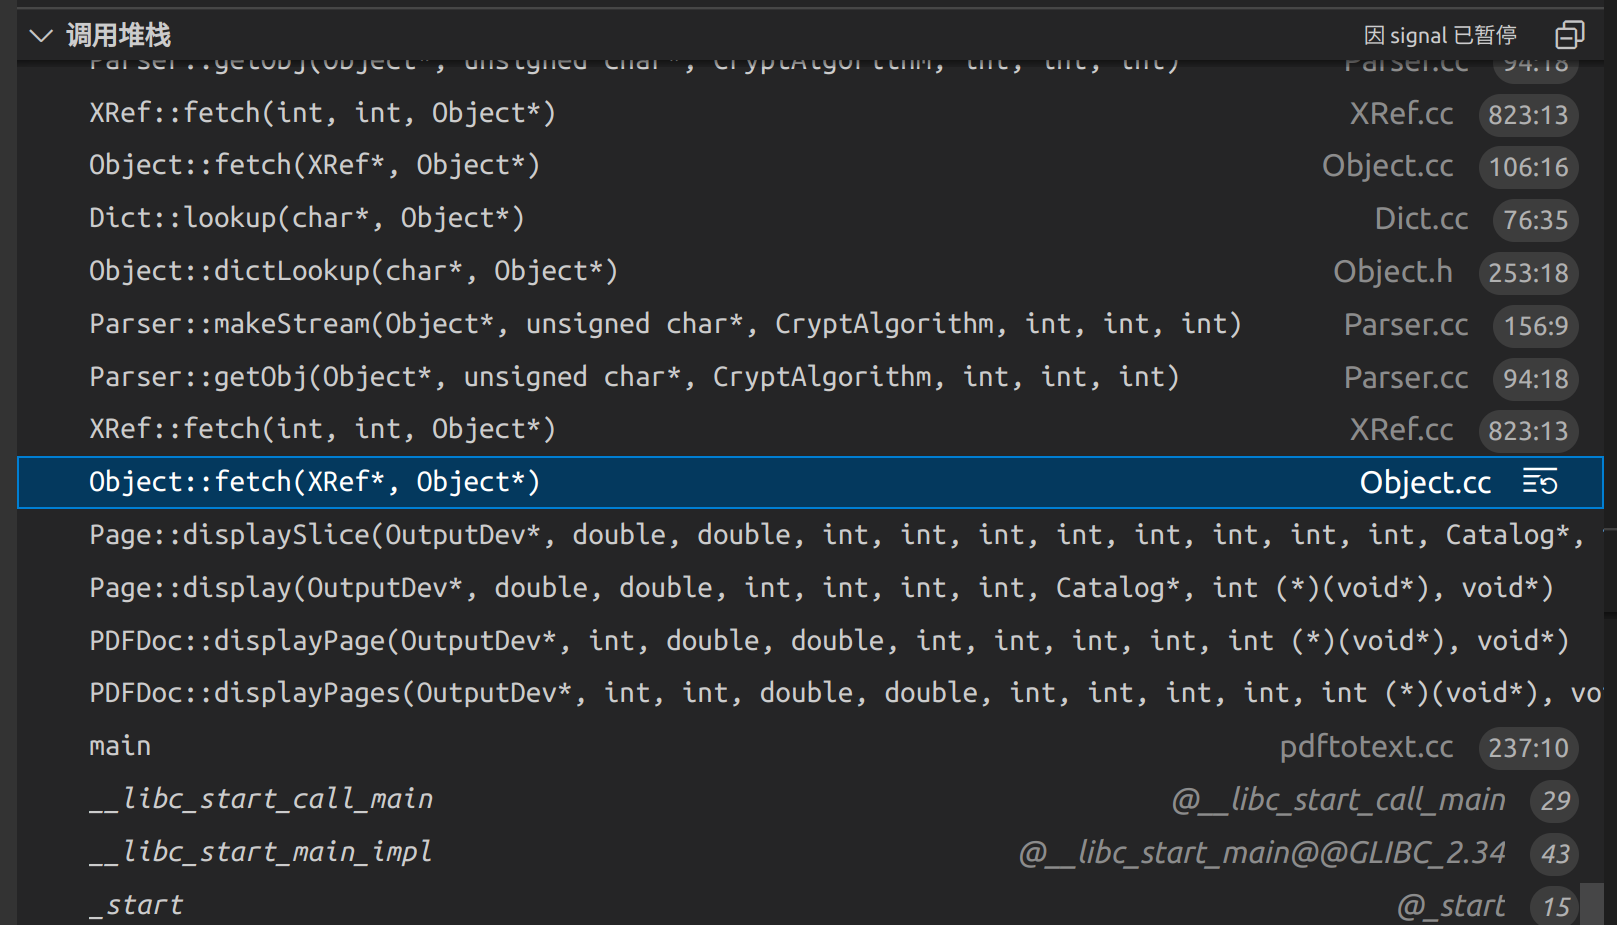 调用堆栈 因 signal 已暂停
Parser::getObj(Object*, unsigned char*, CryptAlgorithm, int, int, int) Parser.cc 94:18
XRef::fetch(int, int, Object*) XRef.cc 823:13
Object::fetch(XRef*, Object*) Object.cc 106:16
Dict::lookup(char*, Object*) Dict.cc 76:35
Object::dictLookup(char*, Object*) Object.h 253:18
Parser::makeStream(Object*, unsigned char*, CryptAlgorithm, int, int, int) Parser.cc 156:9
Parser::getObj(Object*, unsigned char*, CryptAlgorithm, int, int, int) Parser.cc 94:18
XRef::fetch(int, int, Object*) XRef.cc 823:13
Object::fetch(XRef*, Object*) Object.cc
Page::displaySlice(OutputDev*, double, double, int, int, int, int, int, int, int, int, Catalog*,
Page::display(OutputDev*, double, double, int, int, int, int, Catalog*, int (*)(void*), void*)
PDFDoc::displayPage(OutputDev*, int, double, double, int, int, int, int, int (*)(void*), void*)
PDFDoc::displayPages(OutputDev*, int, int, double, double, int, int, int, int, int (*)(void*), vo
main pdftotext.cc 237:10
__libc_start_call_main @__libc_start_call_main 29
__libc_start_main_impl @__libc_start_main@@GLIBC_2.34 43
_start @_start 15